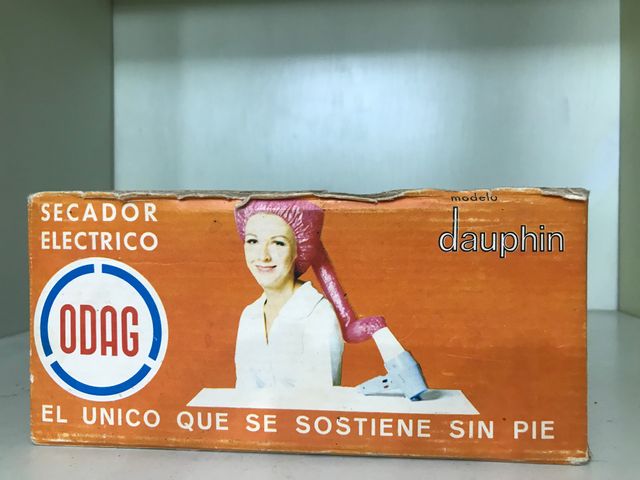 SECADOR
ELECTRICO
modelo
dauphin
ODAG
EL UNICO QUE SE SOSTIENE SIN PIE